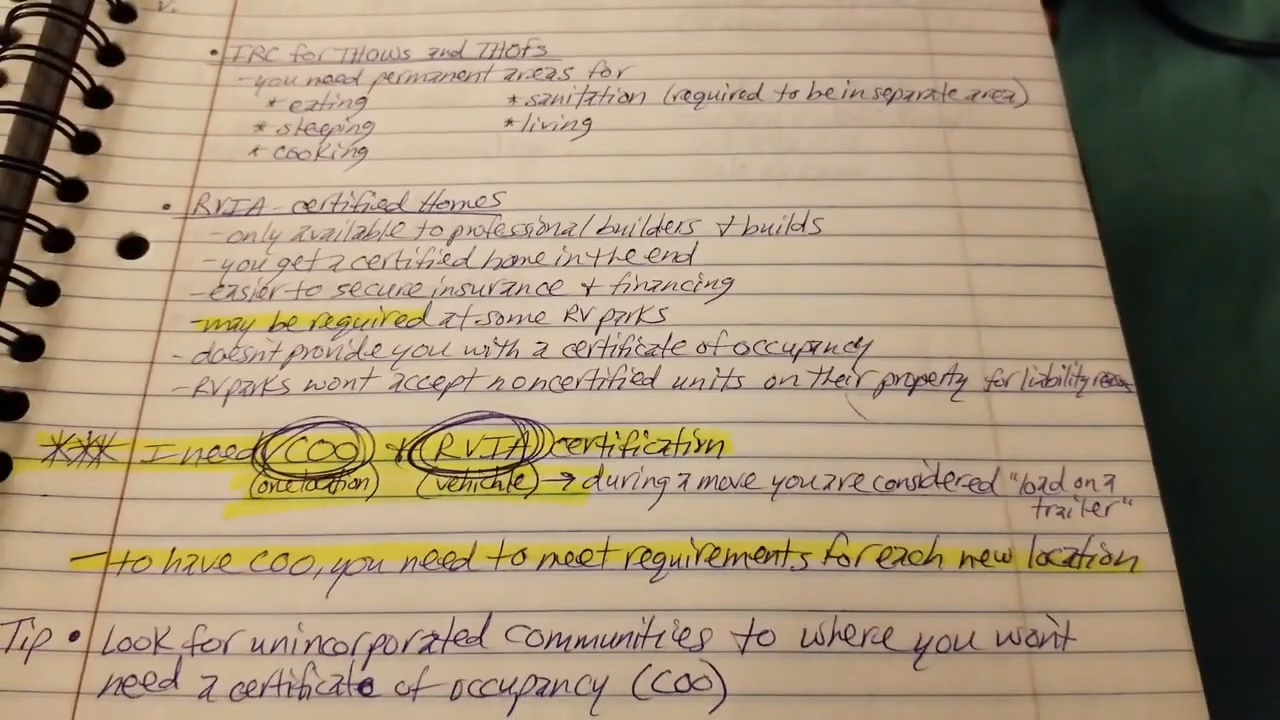 • IRC for THOWs and THOFs
- you need permanent areas for
* eating * sanitation (required to be in separate area)
* sleeping * living
* cooking
• RVIA - certified Homes
- only available to professional builders & builds
- you get a certified home in the end
- easier to secure insurance & financing
- may be required at some RV parks
- doesn't provide you with a certificate of occupancy
- RV parks wont accept noncertified units on their property for liability
*** I need COO & RVIA certification
(one location) (vehichle) → during a move you are considered "load on a
trailer"
- to have COO, you need to meet requirements for each new location
Tip • Look for unincorporated communities to where you won't
need a certificate of occupancy (COO)